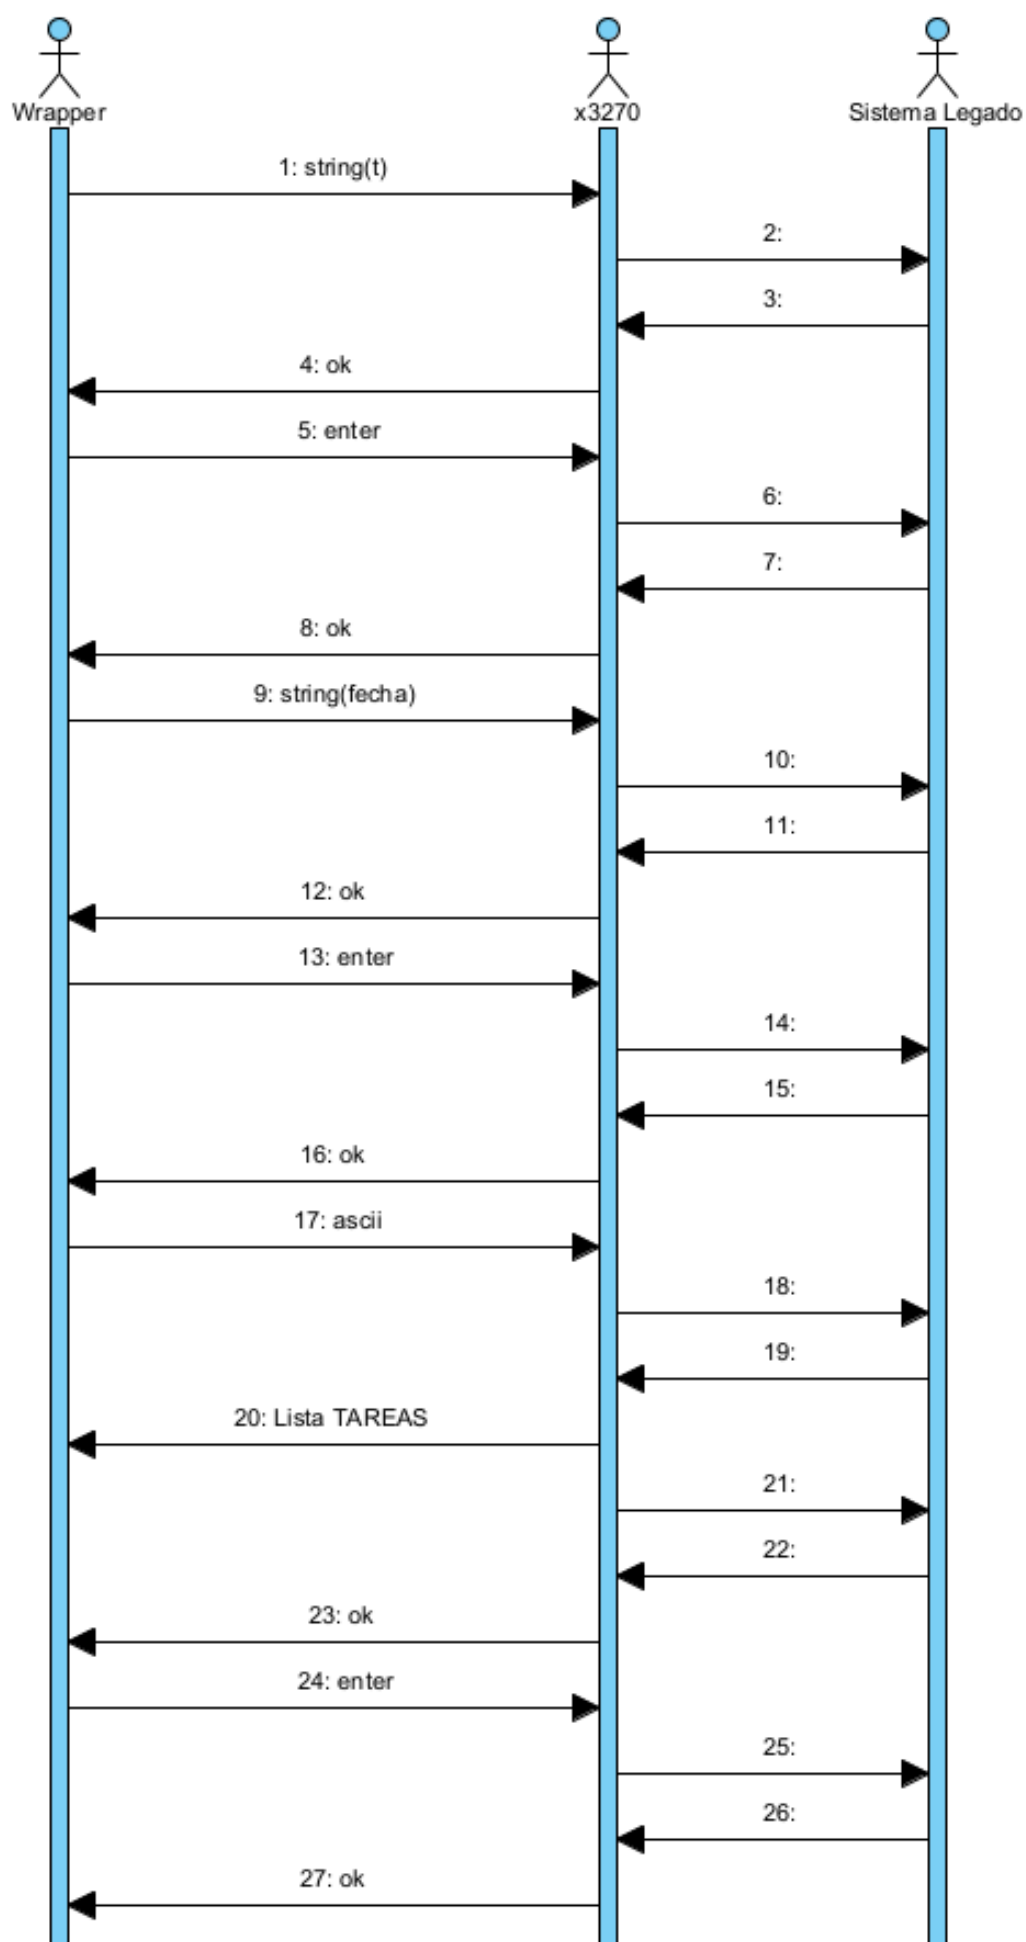 Wrapper
x3270
Sistema Legado
1: string(t)
2:
3:
4: ok
5: enter
6:
7:
8: ok
9: string(fecha)
10:
11:
12: ok
13: enter
14:
15:
16: ok
17: ascii
18:
19:
20: Lista TAREAS
21:
22:
23: ok
24: enter
25:
26:
27: ok